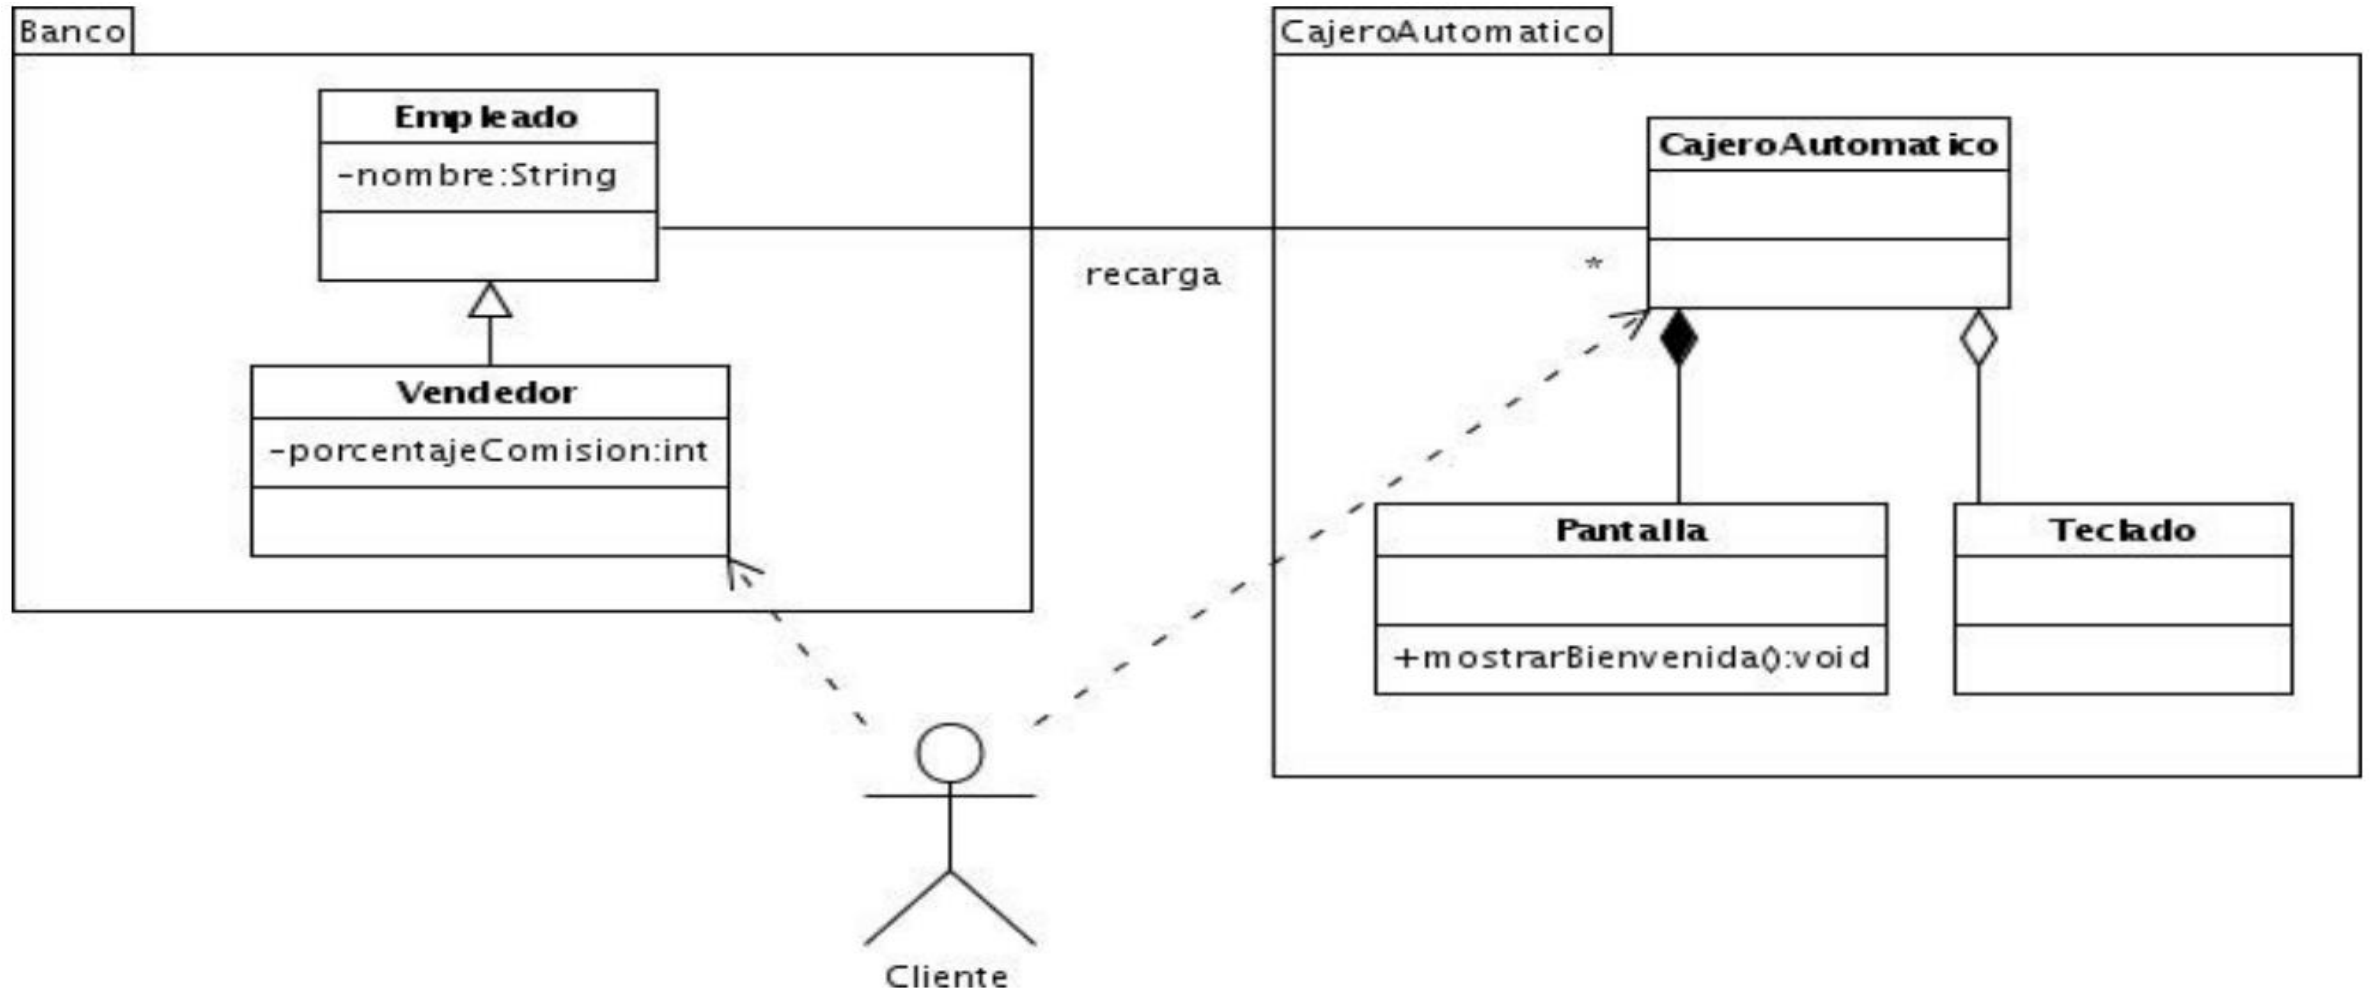 Banco
Empleado
-nombre:String
Vendedor
-porcentajeComision:int
recarga
CajeroAutomatico
CajeroAutomatico
*
Pantalla
+mostrarBienvenida():void
Teclado
Cliente